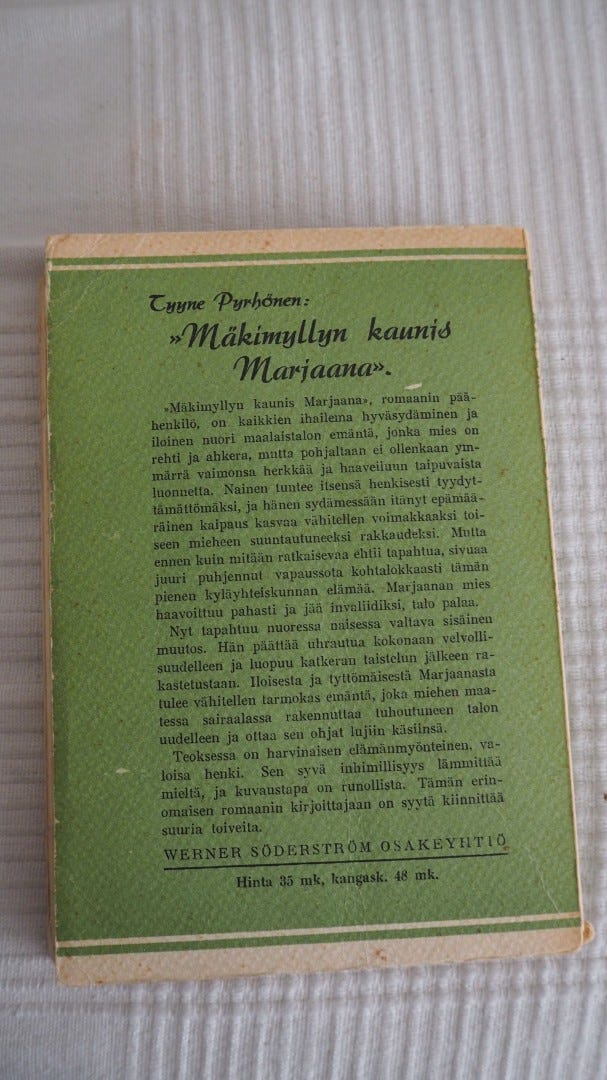 Tyyne Pyrhönen:
»Mäkimyllyn kaunis
Marjaana».
»Mäkimyllyn kaunis Marjaana», romaanin pää-
henkilö, on kaikkien ihailema hyväsydäminen ja
iloinen nuori maalaistalon emäntä, jonka mies on
rehti ja ahkera, mutta pohjaltaan ei ollenkaan ym-
märrä vaimonsa herkkää ja haaveiluun taipuvaista
luonnetta. Nainen tuntee itsensä henkisesti tyydyt-
tämättömäksi, ja hänen sydämessään itänyt epämää-
räinen kaipaus kasvaa vähitellen voimakkaaksi toi-
seen mieheen suuntautuneeksi rakkaudeksi. Mutta
ennen kuin mitään ratkaisevaa ehtii tapahtua, sivuaa
juuri puhjennut vapaussota kohtalokkaasti tämän
pienen kyläyhteiskunnan elämää. Marjaanan mies
haavoittuu pahasti ja jää invaliidiksi, talo palaa.
Nyt tapahtuu nuoressa naisessa valtava sisäinen
muutos. Hän päättää uhrautua kokonaan velvolli-
suudelleen ja luopuu katkeran taistelun jälkeen ra-
kastetustaan. Iloisesta ja tyttömäisestä Marjaanasta
tulee vähitellen tarmokas emäntä, joka miehen maa-
tessa sairaalassa rakennuttaa tuhoutuneen talon
uudelleen ja ottaa sen ohjat lujiin käsiinsä.
Teoksessa on harvinaisen elämänmyönteinen, va-
loisa henki. Sen syvä inhimillisyys lämmittää
mieltä, ja kuvaustapa on runollista. Tämän erin-
omaisen romaanin kirjoittajaan on syytä kiinnittää
suuria toiveita.
WERNER SÖDERSTRÖM OSAKEYHTIÖ
Hinta 35 mk, kangask. 48 mk.